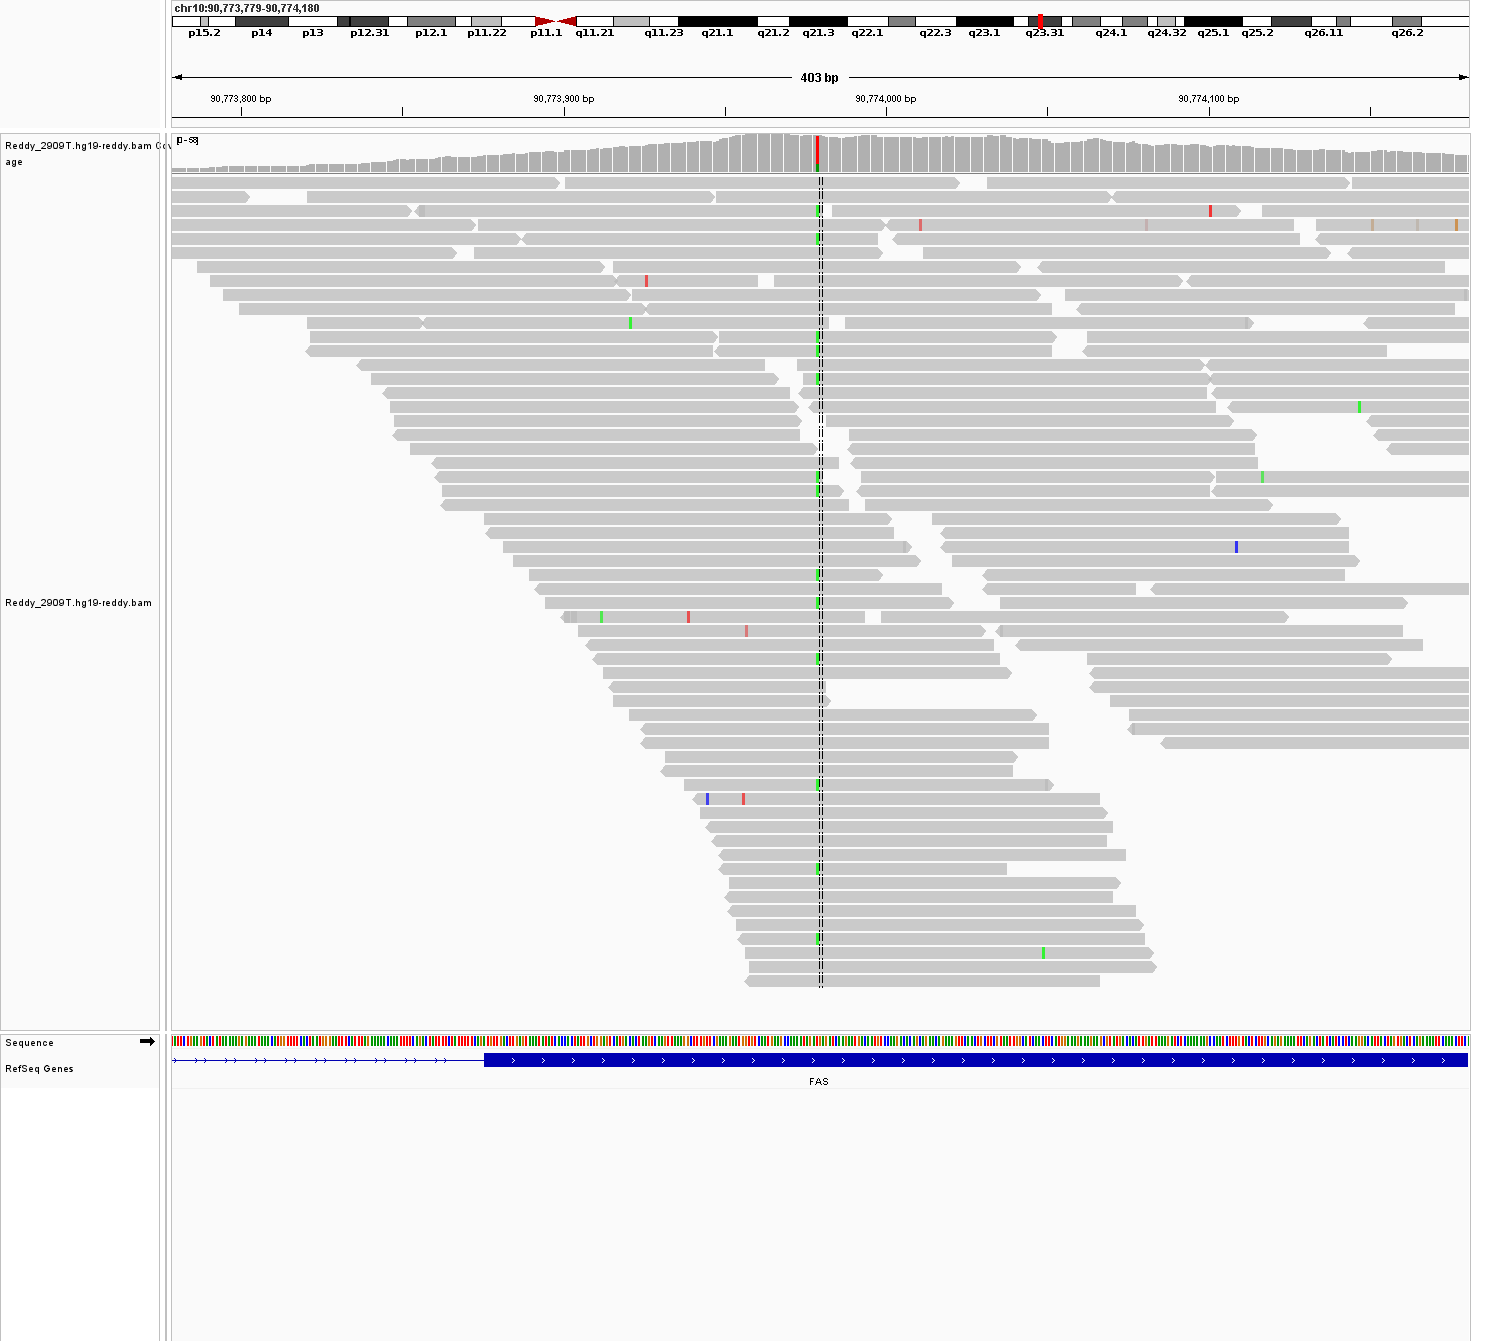 chr10:90,773,779-90,774,180
p15.2 p14 p13 p12.31 p12.1 p11.22 p11.1 q11.21 q11.23 q21.1 q21.2 q21.3 q22.1 q22.3 q23.1 q23.31 q24.1 q24.32 q25.1 q25.2 q26.11 q26.2
403 bp
90,773,800 bp 90,773,900 bp 90,774,000 bp 90,774,100 bp
Reddy_2909T.hg19-reddy.bam Cov
age
Reddy_2909T.hg19-reddy.bam
Sequence
RefSeq Genes
FAS